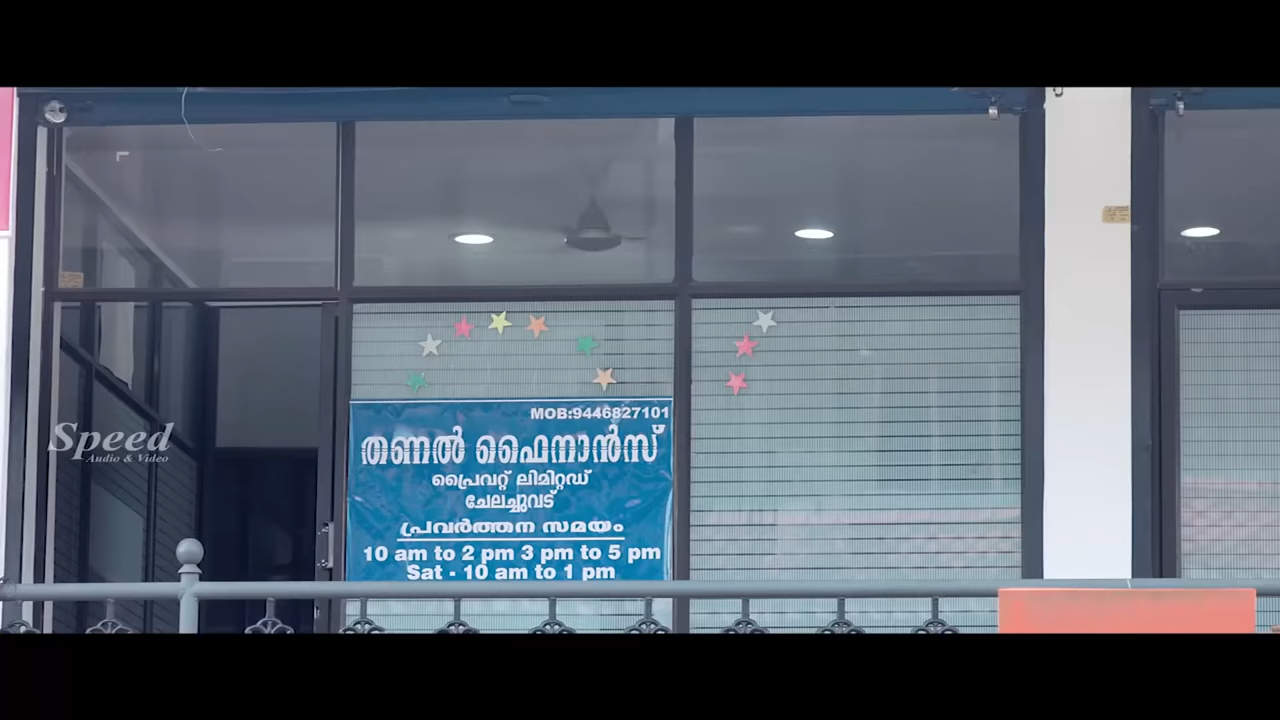 MOB:9446827101
തണൽ ഫൈനാൻസ്
പ്രൈവറ്റ് ലിമിറ്റഡ്
ചേലച്ചുവട്
പ്രവർത്തന സമയം
10 am to 2 pm 3 pm to 5 pm
Sat - 10 am to 1 pm
Speed
Audio & Video